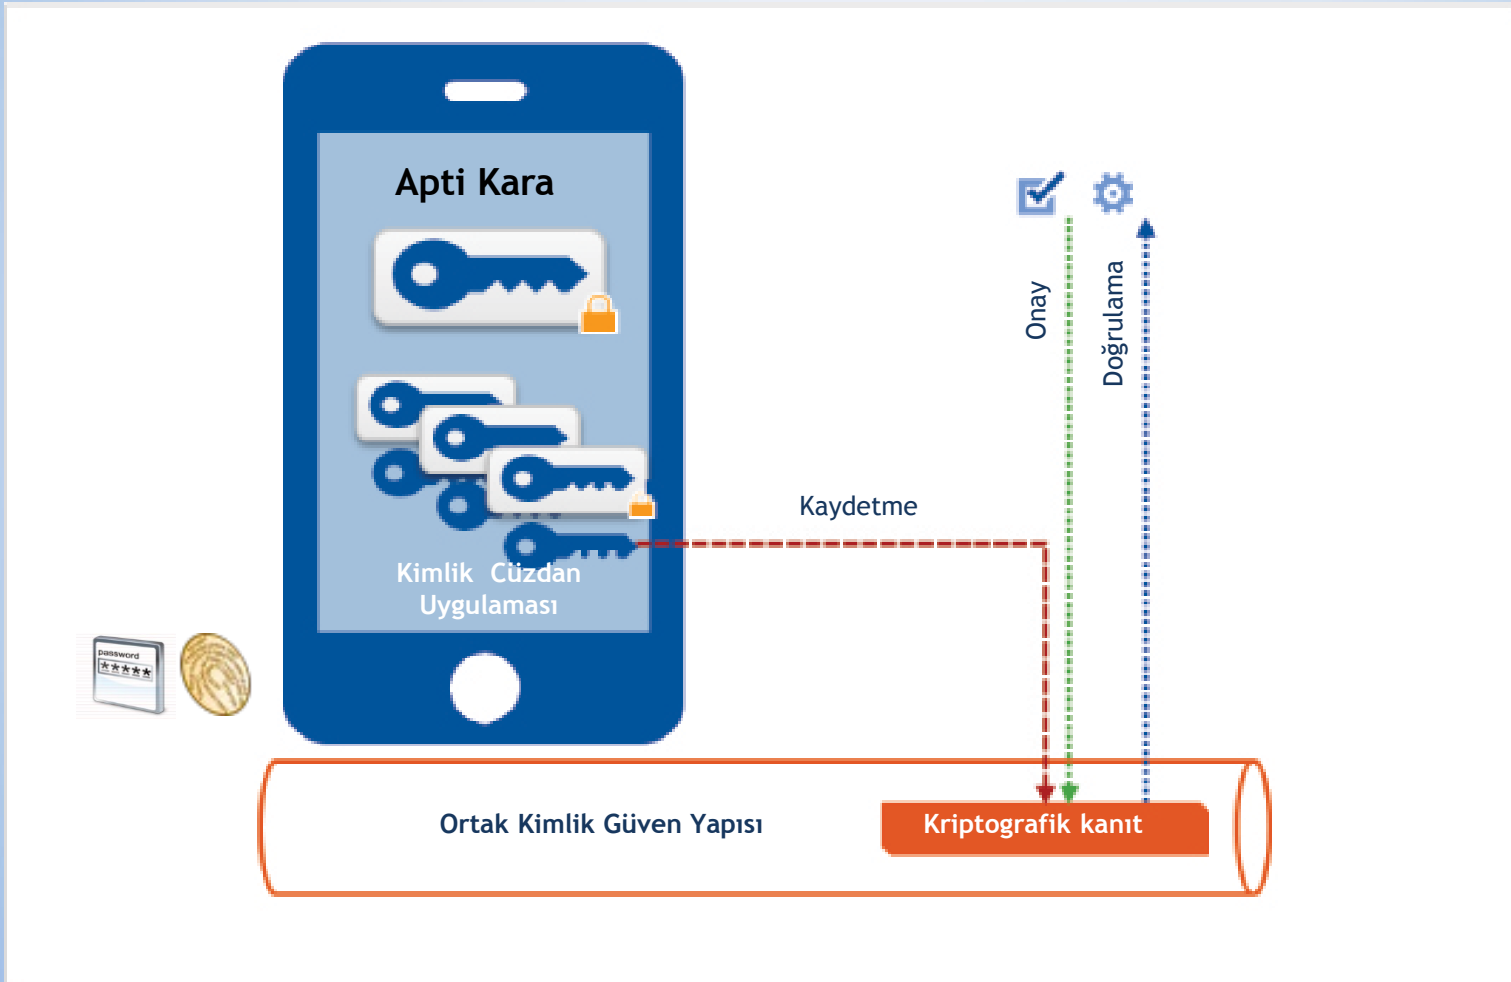 Apti Kara
Onay
Doğrulama
Kaydetme
Kimlik Cüzdan
Uygulaması
password
*****
Ortak Kimlik Güven Yapısı
Kriptografik kanıt